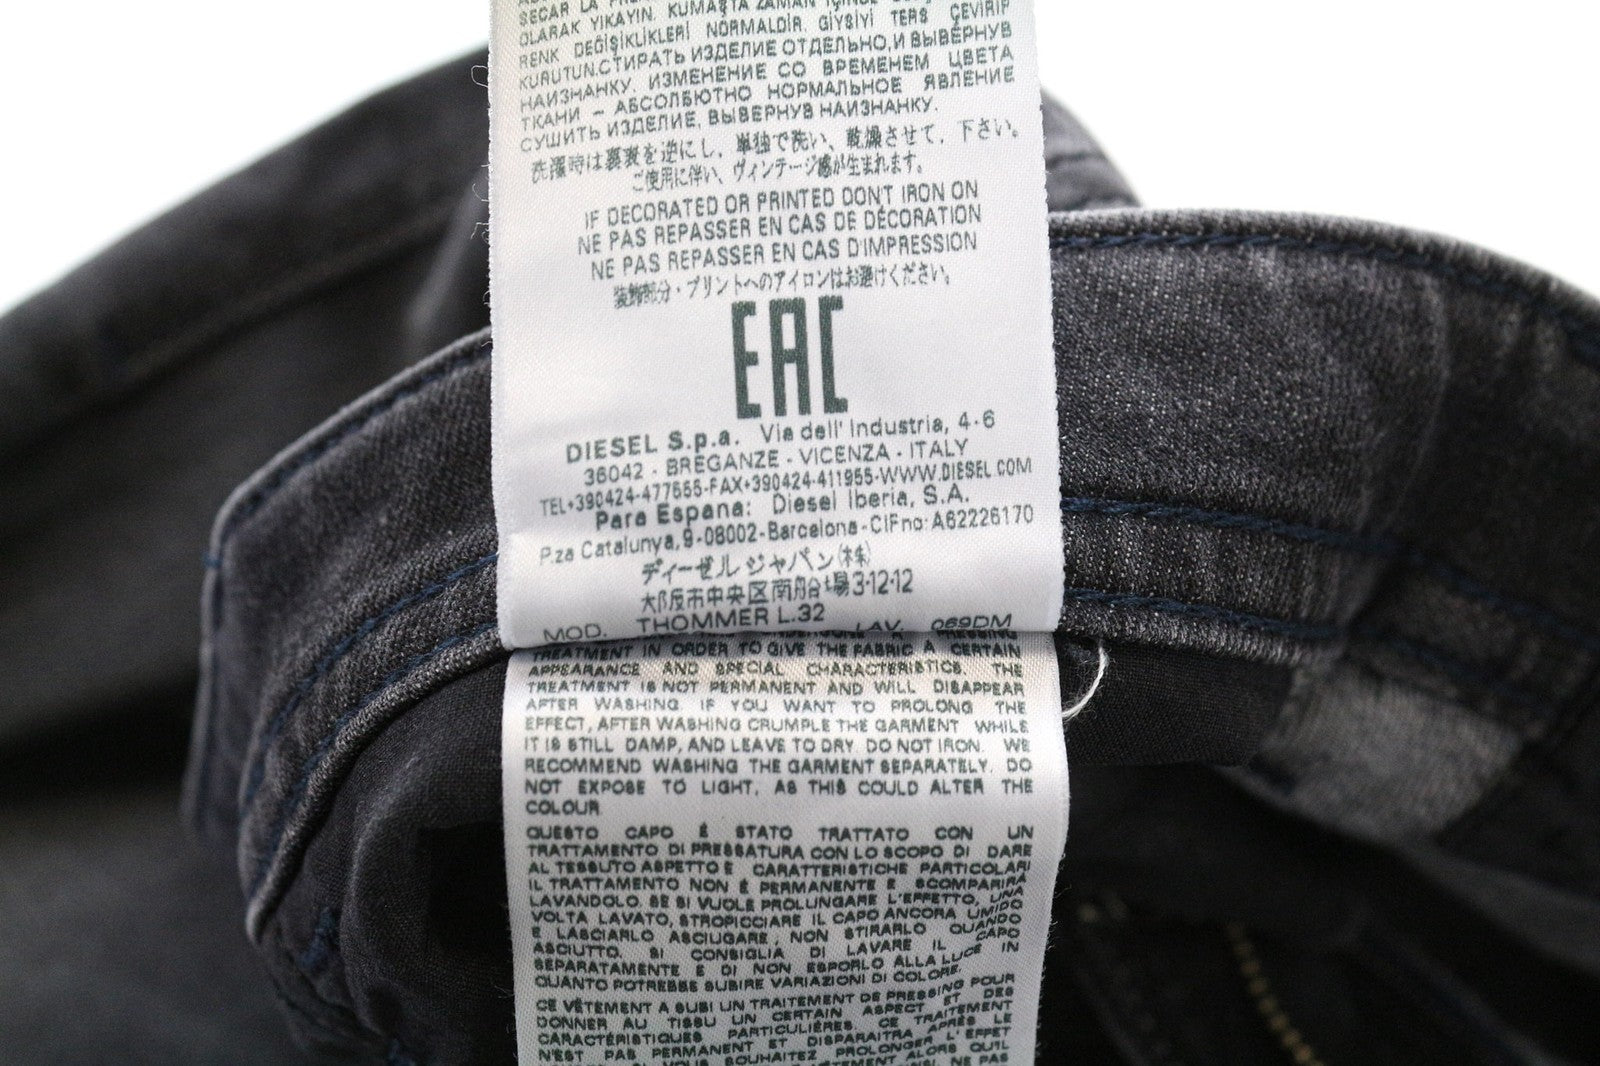 SECAR LA
OLARAK YIKAYIN. KUMAŞTA ZAMAN İÇİNDE
RENK DEĞİŞİKLİKLERİ NORMALDİR. GİYSİYİ TERS ÇEVİRİP
KURUTUN.СТИРАТЬ ИЗДЕЛИЕ ОТДЕЛЬНО,И ВЫВЕРНУВ
НАИЗНАНКУ. ИЗМЕНЕНИЕ СО ВРЕМЕНЕМ ЦВЕТА
ТКАНИ – АБСОЛЮТНО НОРМАЛЬНОЕ ЯВЛЕНИЕ
СУШИТЬ ИЗДЕЛИЕ, ВЫВЕРНУВ НАИЗНАНКУ.
洗濯時は裏表を逆にし、単独で洗い、乾燥させて、下さい。
ご使用に伴い、ヴィンテージ感が生まれます。
IF DECORATED OR PRINTED DON'T IRON ON
NE PAS REPASSER EN CAS DE DÉCORATION
NE PAS REPASSER EN CAS D'IMPRESSION
装飾部分・プリントへのアイロンはお避けください。
EAC
DIESEL S.p.a. Via dell' Industria, 4-6
36042 - BREGANZE - VICENZA - ITALY
TEL+390424-477555-FAX+390424-411955-WWW.DIESEL.COM
Para Espana: Diesel Iberia, S.A.
P.za Catalunya,9-08002-Barcelona-CIFno:A62226170
ディーゼルジャパン(株)
大阪市中央区南船場3-12-12
MOD. THOMMER L.32 LAV. 069DM
TREATMENT IN ORDER TO GIVE THE FABRIC A CERTAIN
APPEARANCE AND SPECIAL CHARACTERISTICS. THE
TREATMENT IS NOT PERMANENT AND WILL DISAPPEAR
AFTER WASHING. IF YOU WANT TO PROLONG THE
EFFECT, AFTER WASHING CRUMPLE THE GARMENT WHILE
IT IS STILL DAMP, AND LEAVE TO DRY. DO NOT IRON. WE
RECOMMEND WASHING THE GARMENT SEPARATELY. DO
NOT EXPOSE TO LIGHT, AS THIS COULD ALTER THE
COLOUR
QUESTO CAPO É STATO TRATTATO CON UN
TRATTAMENTO DI PRESSATURA CON LO SCOPO DI DARE
AL TESSUTO ASPETTO E CARATTERISTICHE PARTICOLARI
IL TRATTAMENTO NON É PERMANENTE E SCOMPARIRÁ
LAVANDOLO. SE SI VUOLE PROLUNGARE L'EFFETTO, UNA
VOLTA LAVATO, STROPICCIARE IL CAPO ANCORA UMIDO
E LASCIARLO ASCIUGARE, NON STIRARLO QUANDO
ASCIUTTO. SI CONSIGLIA DI LAVARE IL CAPO
SEPARATAMENTE E DI NON ESPORLO ALLA LUCE IN
QUANTO POTREBBE SUBIRE VARIAZIONI DI COLORE.
CE VÊTEMENT A SUBI UN TRAITEMENT DE PRESSING POUR
DONNER AU TISSU UN CERTAIN ASPECT ET DES
CARACTÉRISTIQUES PARTICULIÈRES. CE TRAITEMENT
N'EST PAS PERMANENT ET DISPARAITRA APRÈS LE
VOUS SOUHAITEZ PROLONGER L'EFFET